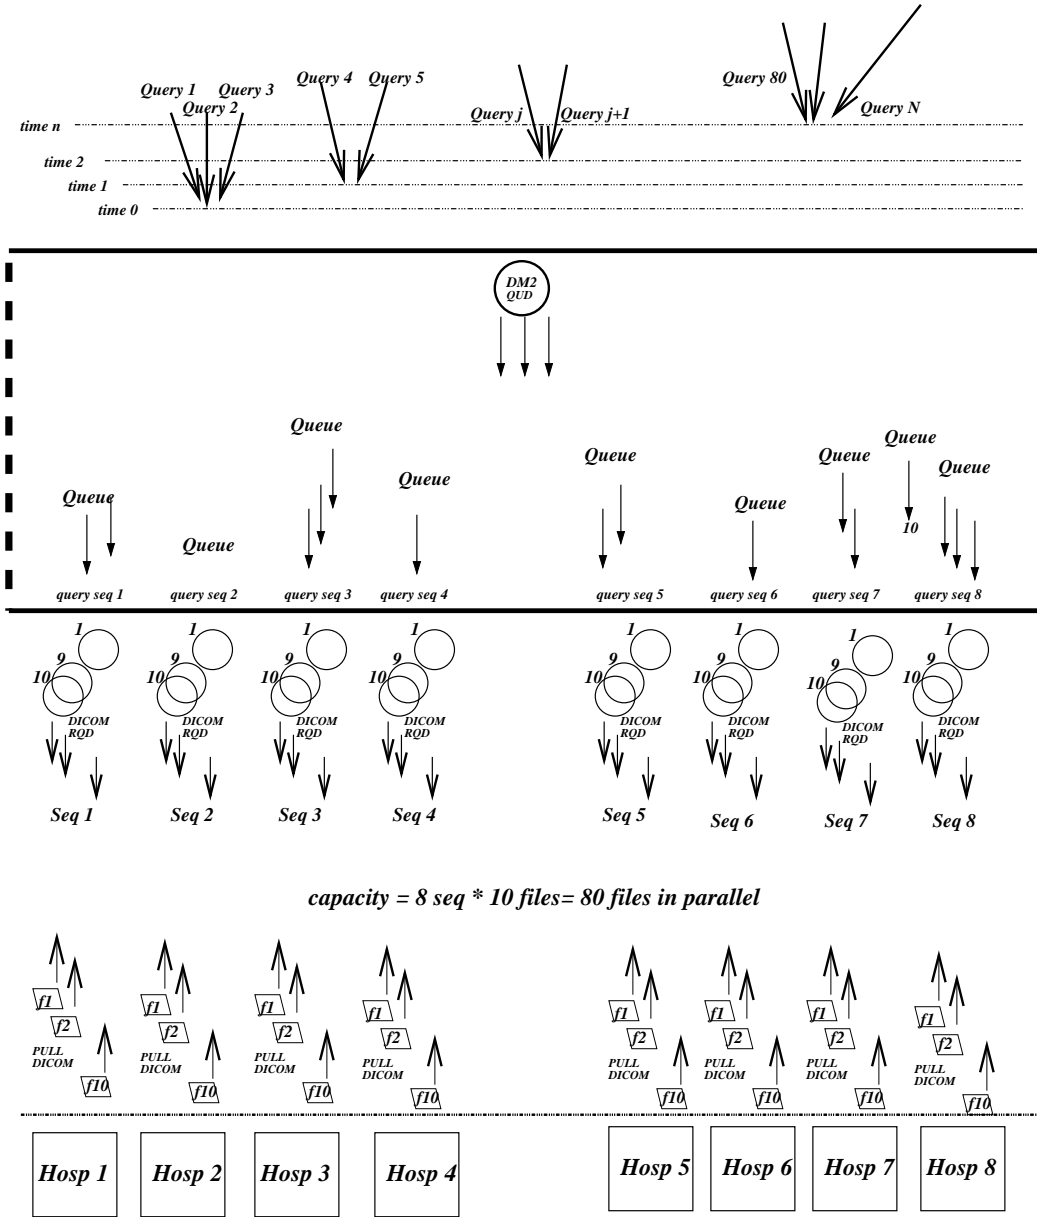 Query 80
Query 4
Query 5
Query 1
Query 3
Query 2
Query j
Query j+1
Query N
time n
time 2
time 1
time 0
DM2
QUD
Queue
Queue
Queue
Queue
Queue
Queue
Queue
Queue
Queue
10
query seq 1
query seq 2
query seq 3
query seq 4
query seq 5
query seq 6
query seq 7
query seq 8
1
9
10
DICOM
RQD
Seq 1
1
9
10
DICOM
RQD
Seq 2
1
9
10
DICOM
RQD
Seq 3
1
9
10
DICOM
RQD
Seq 4
1
9
10
DICOM
RQD
Seq 5
1
9
10
DICOM
RQD
Seq 6
1
9
10
DICOM
RQD
Seq 7
1
9
10
DICOM
RQD
Seq 8
capacity = 8 seq * 10 files= 80 files in parallel
f1
f2
PULL
DICOM
f10
f1
f2
PULL
DICOM
f10
f1
f2
PULL
DICOM
f10
f1
f2
PULL
DICOM
f10
f1
f2
PULL
DICOM
f10
f1
f2
PULL
DICOM
f10
f1
f2
PULL
DICOM
f10
f1
f2
PULL
DICOM
f10
Hosp 1
Hosp 2
Hosp 3
Hosp 4
Hosp 5
Hosp 6
Hosp 7
Hosp 8